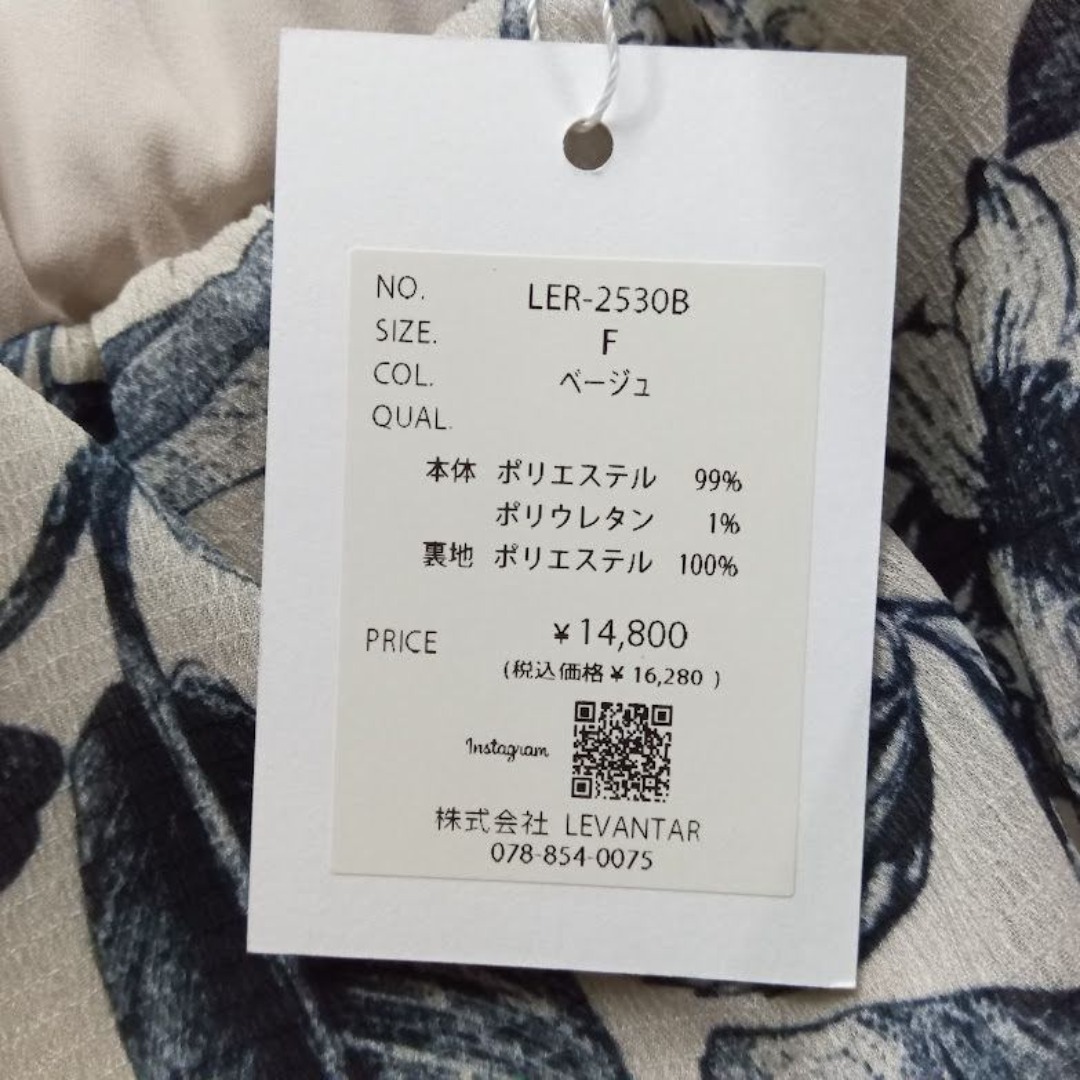 NO. LER-2530B
SIZE. F
COL. ベージュ
QUAL.
本体 ポリエステル 99%
ポリウレタン 1%
裏地 ポリエステル 100%
PRICE ¥14,800
(税込価格¥16,280 )
Instagram
株式会社 LEVANTAR
078-854-0075